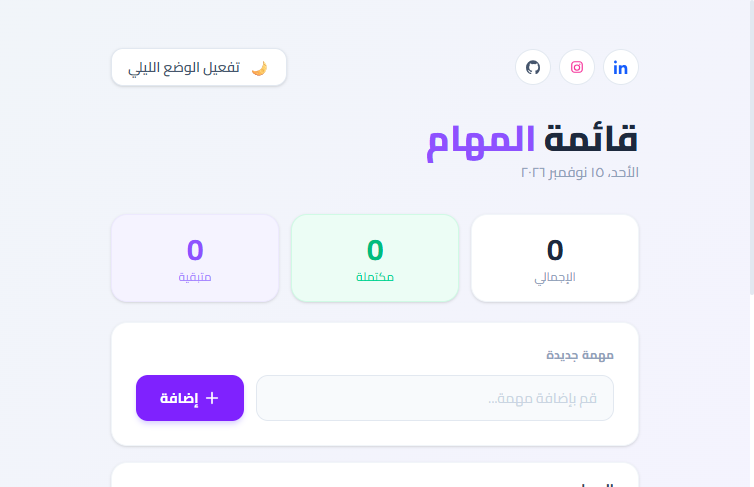 تفعيل الوضع الليلي
قائمة المهام
الأحد، ١٥ نوفمبر ٢٠٢٦
0
الإجمالي
0
مكتملة
0
متبقية
مهمة جديدة
قم بإضافة مهمة...
+ إضافة